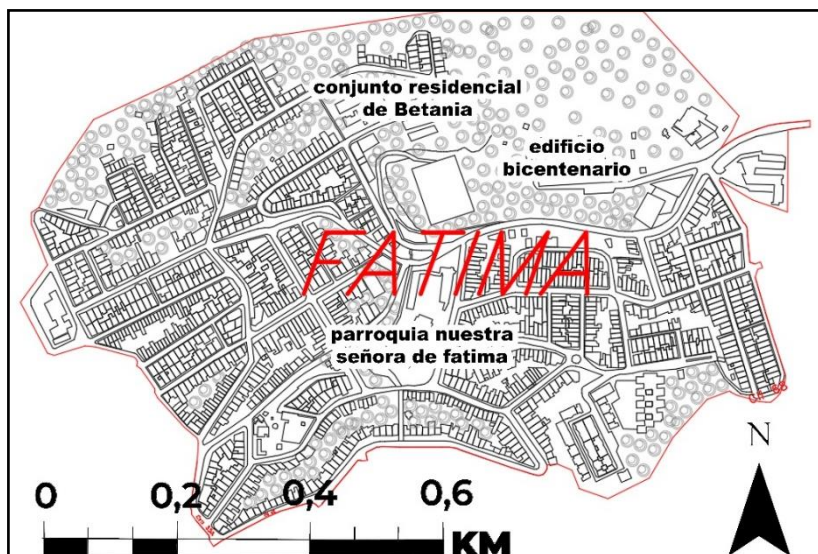 conjunto residencial
de Betania
edificio
bicentenario
FATIMA
parroquia nuestra
señora de fatima
N
0 0,2 0,4 0,6
KM